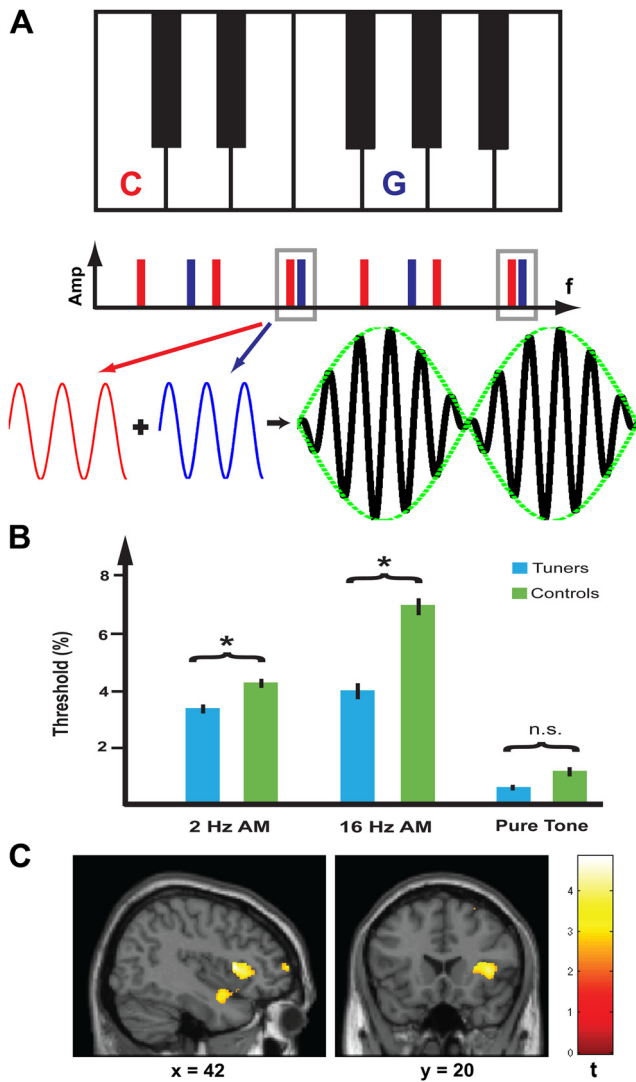 A
C G
Amp f
+
B
Threshold (%)
8
6
4
2
* * n.s.
Tuners
Controls
2 Hz AM 16 Hz AM Pure Tone
C
4
3
2
1
0
x = 42 y = 20 t